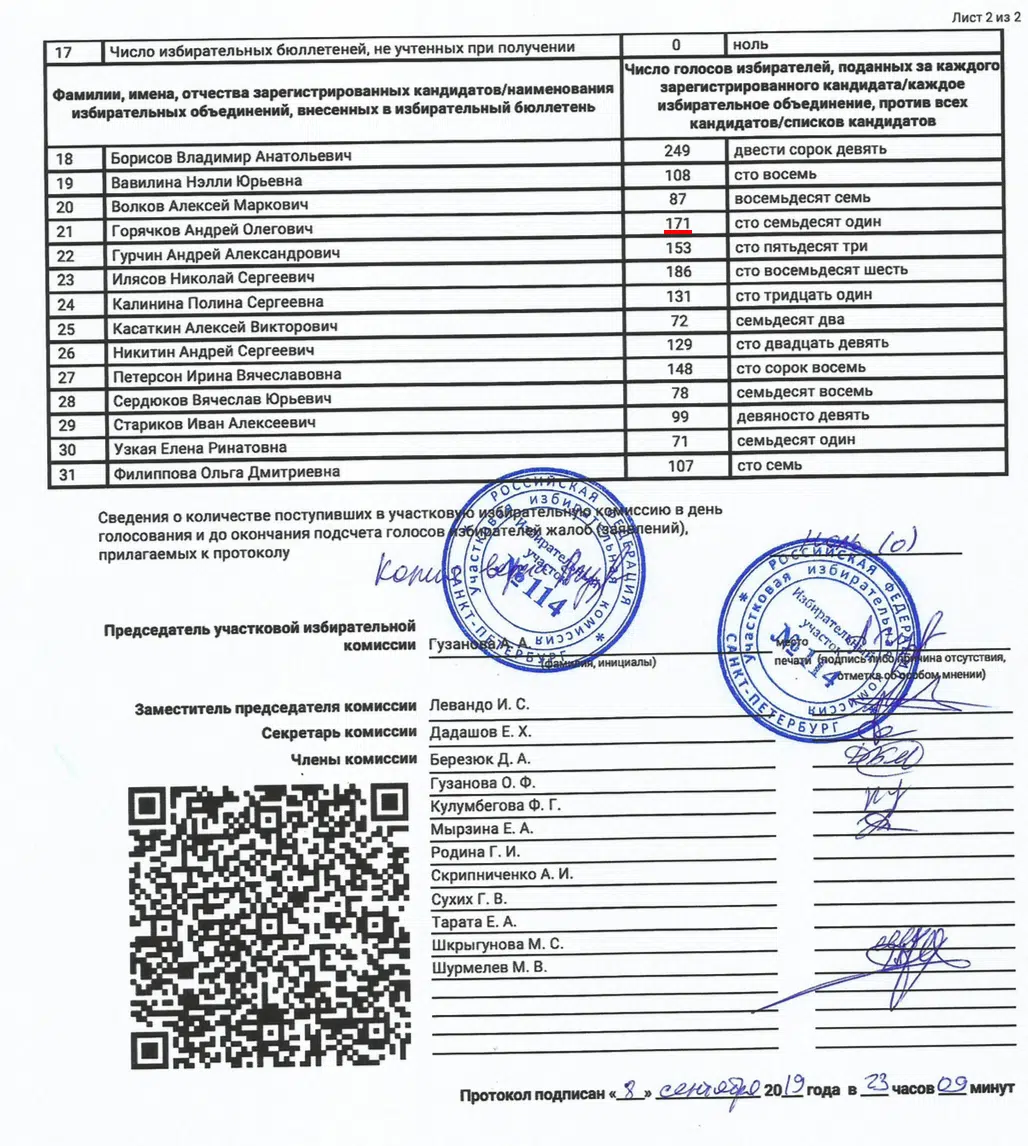 Лист 2 из 2
17 Число избирательных бюллетеней, не учтенных при получении 0 ноль
Фамилии, имена, отчества зарегистрированных кандидатов/наименования
избирательных объединений, внесенных в избирательный бюллетень
Число голосов избирателей, поданных за каждого
зарегистрированного кандидата/каждое
избирательное объединение, против всех
кандидатов/списков кандидатов
18 Борисов Владимир Анатольевич 249 двести сорок девять
19 Вавилина Нэлли Юрьевна 108 сто восемь
20 Волков Алексей Маркович 87 восемьдесят семь
21 Горячков Андрей Олегович 171 сто семьдесят один
22 Гурчин Андрей Александрович 153 сто пятьдесят три
23 Илясов Николай Сергеевич 186 сто восемьдесят шесть
24 Калинина Полина Сергеевна 131 сто тридцать один
25 Касаткин Алексей Викторович 72 семьдесят два
26 Никитин Андрей Сергеевич 129 сто двадцать девять
27 Петерсон Ирина Вячеславовна 148 сто сорок восемь
28 Сердюков Вячеслав Юрьевич 78 семьдесят восемь
29 Стариков Иван Алексеевич 99 девяносто девять
30 Узкая Елена Ринатовна 71 семьдесят один
31 Филиппова Ольга Дмитриевна 107 сто семь
Сведения о количестве поступивших в участковую избирательную комиссию в день
голосования и до окончания подсчета голосов избирателей жалоб (заявлений),
прилагаемых к протоколу
ноль (0)
Копия верна
РОССИЙСКАЯ ФЕДЕРАЦИЯ * САНКТ-ПЕТЕРБУРГ
Участковая избирательная комиссия
Избирательный участок
№ 114
РОССИЙСКАЯ ФЕДЕРАЦИЯ * САНКТ-ПЕТЕРБУРГ
Участковая избирательная комиссия
Избирательный участок
№ 114
Председатель участковой избирательной
комиссии Гузанова А. А.
(фамилия, инициалы)
место
печати (подпись либо причина отсутствия,
отметка об особом мнении)
Заместитель председателя комиссии Левандо И. С.
Секретарь комиссии Дадашов Е. Х.
Члены комиссии Березюк Д. А.
Гузанова О. Ф.
Кулумбегова Ф. Г.
Мырзина Е. А.
Родина Г. И.
Скрипниченко А. И.
Сухих Г. В.
Тарата Е. А.
Шкрыгунова М. С.
Шурмелев М. В.
Протокол подписан « 8 » сентября 2019 года в 23 часов 09 минут